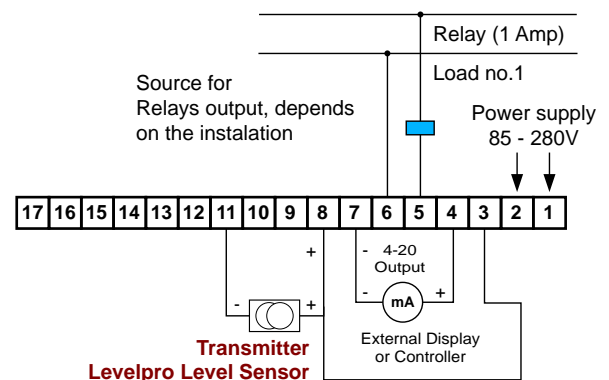 Relay (1 Amp)
Load no.1
Source for
Relays output, depends
on the instalation
Power supply
85 - 280V
17 16 15 14 13 12 11 10 9 8 7 6 5 4 3 2 1
+ - 4-20
Output
- + - mA +
External Display
or Controller
Transmitter
Levelpro Level Sensor